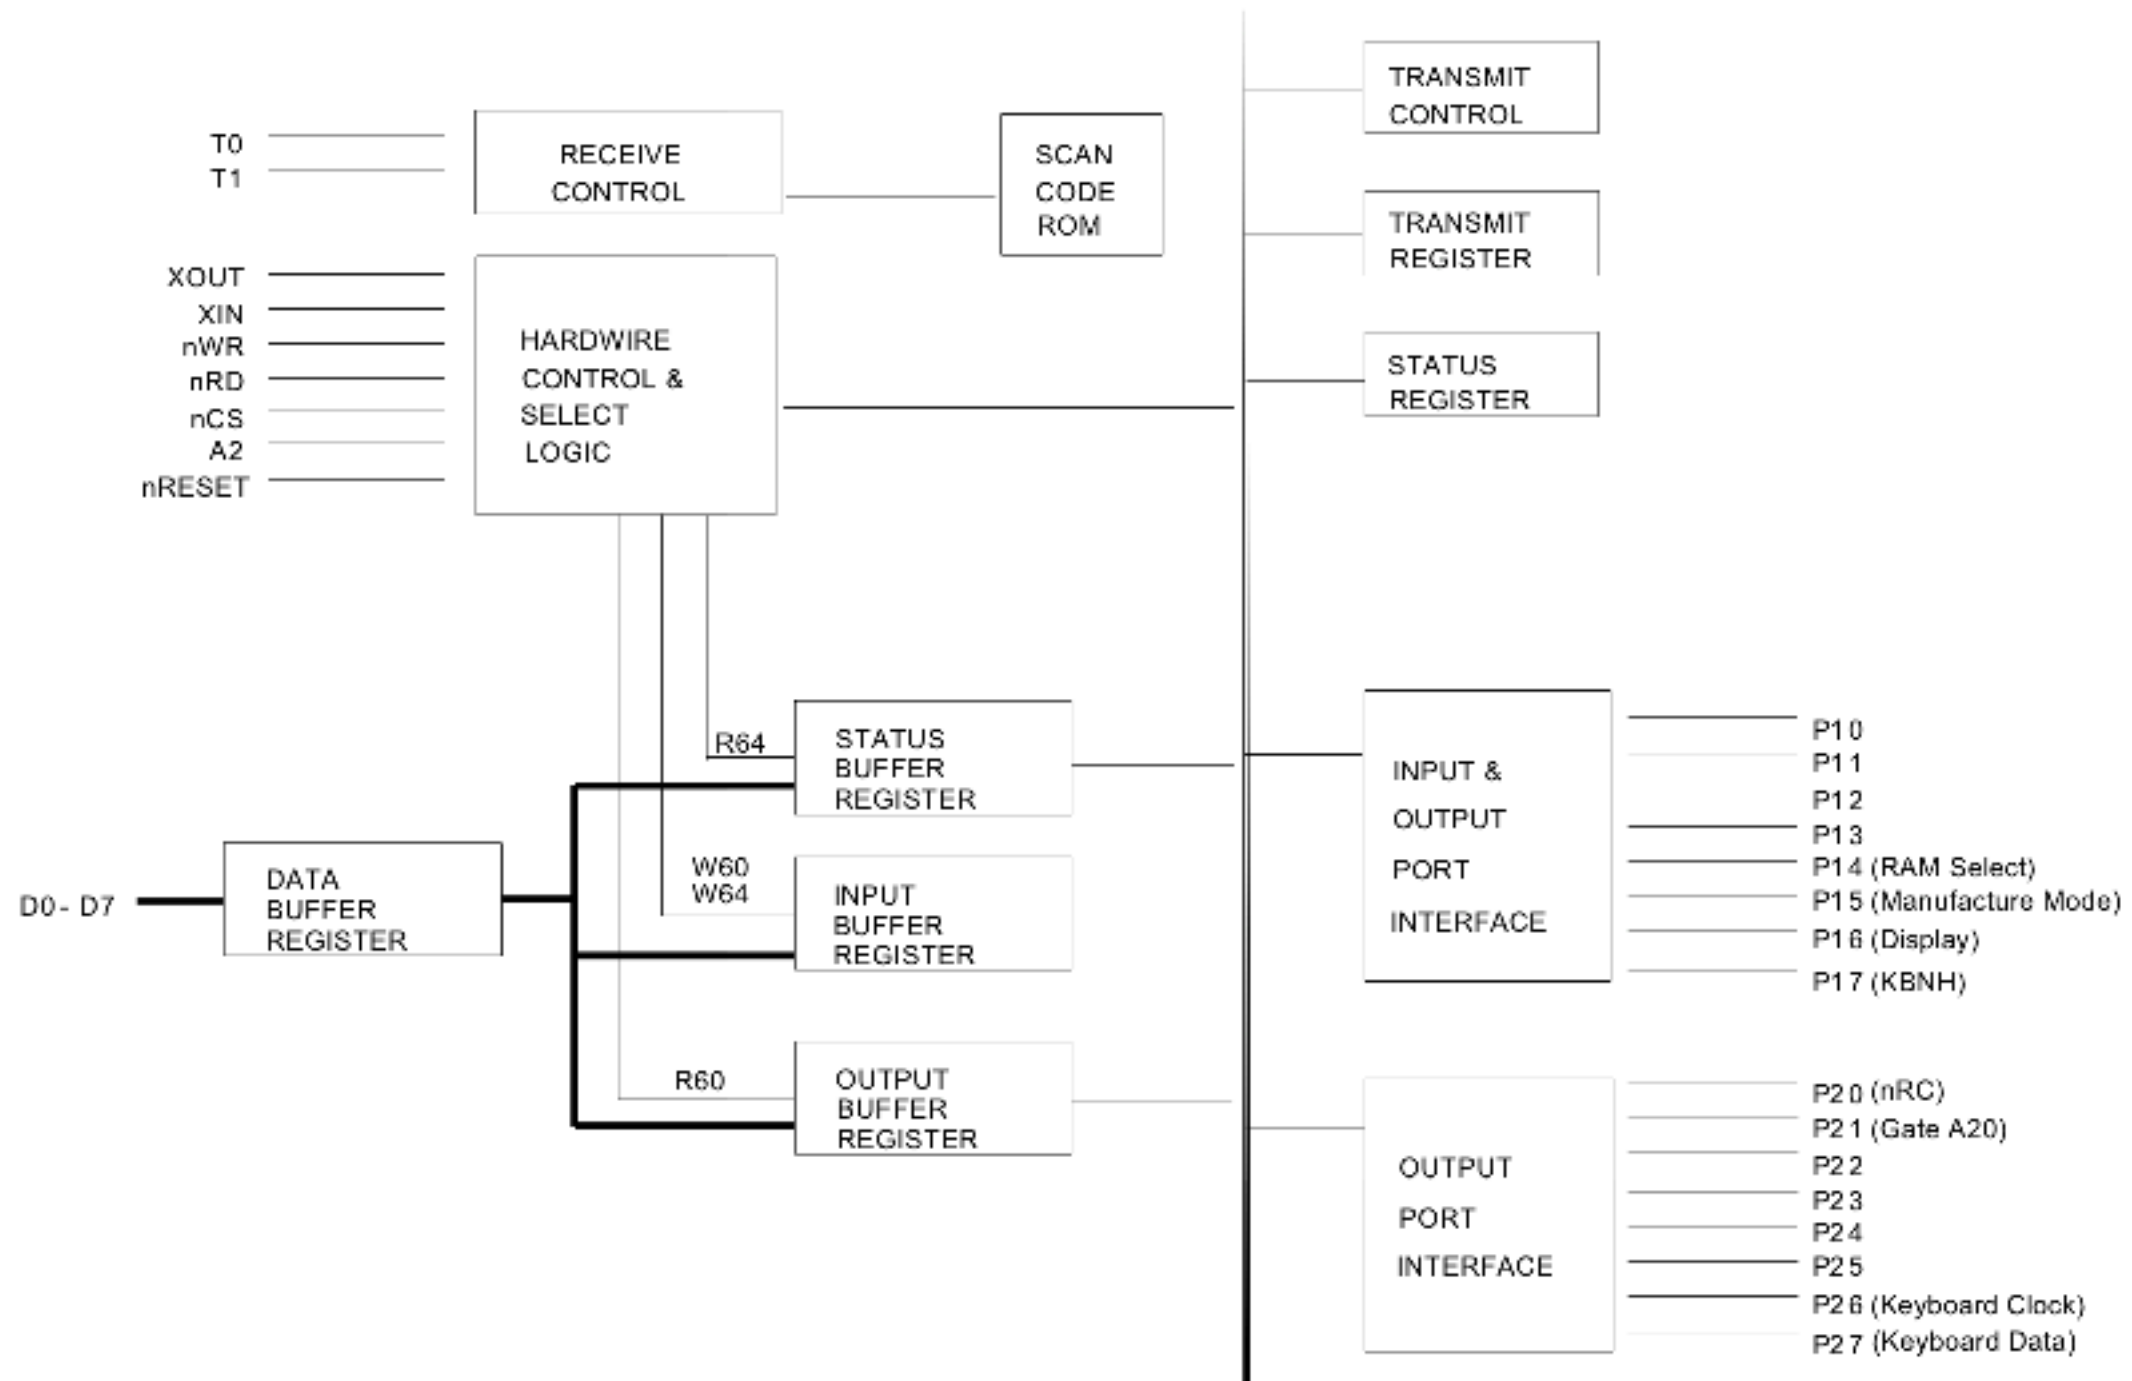 T0
T1
RECEIVE
CONTROL
SCAN
CODE
ROM
TRANSMIT
CONTROL
TRANSMIT
REGISTER
STATUS
REGISTER
XOUT
XIN
nWR
nRD
nCS
A2
nRESET
HARDWIRE
CONTROL &
SELECT
LOGIC
R64
STATUS
BUFFER
REGISTER
W60
W64
INPUT
BUFFER
REGISTER
D0- D7
DATA
BUFFER
REGISTER
R60
OUTPUT
BUFFER
REGISTER
INPUT &
OUTPUT
PORT
INTERFACE
P10
P11
P12
P13
P14 (RAM Select)
P15 (Manufacture Mode)
P16 (Display)
P17 (KBNH)
OUTPUT
PORT
INTERFACE
P20 (nRC)
P21 (Gate A20)
P22
P23
P24
P25
P26 (Keyboard Clock)
P27 (Keyboard Data)